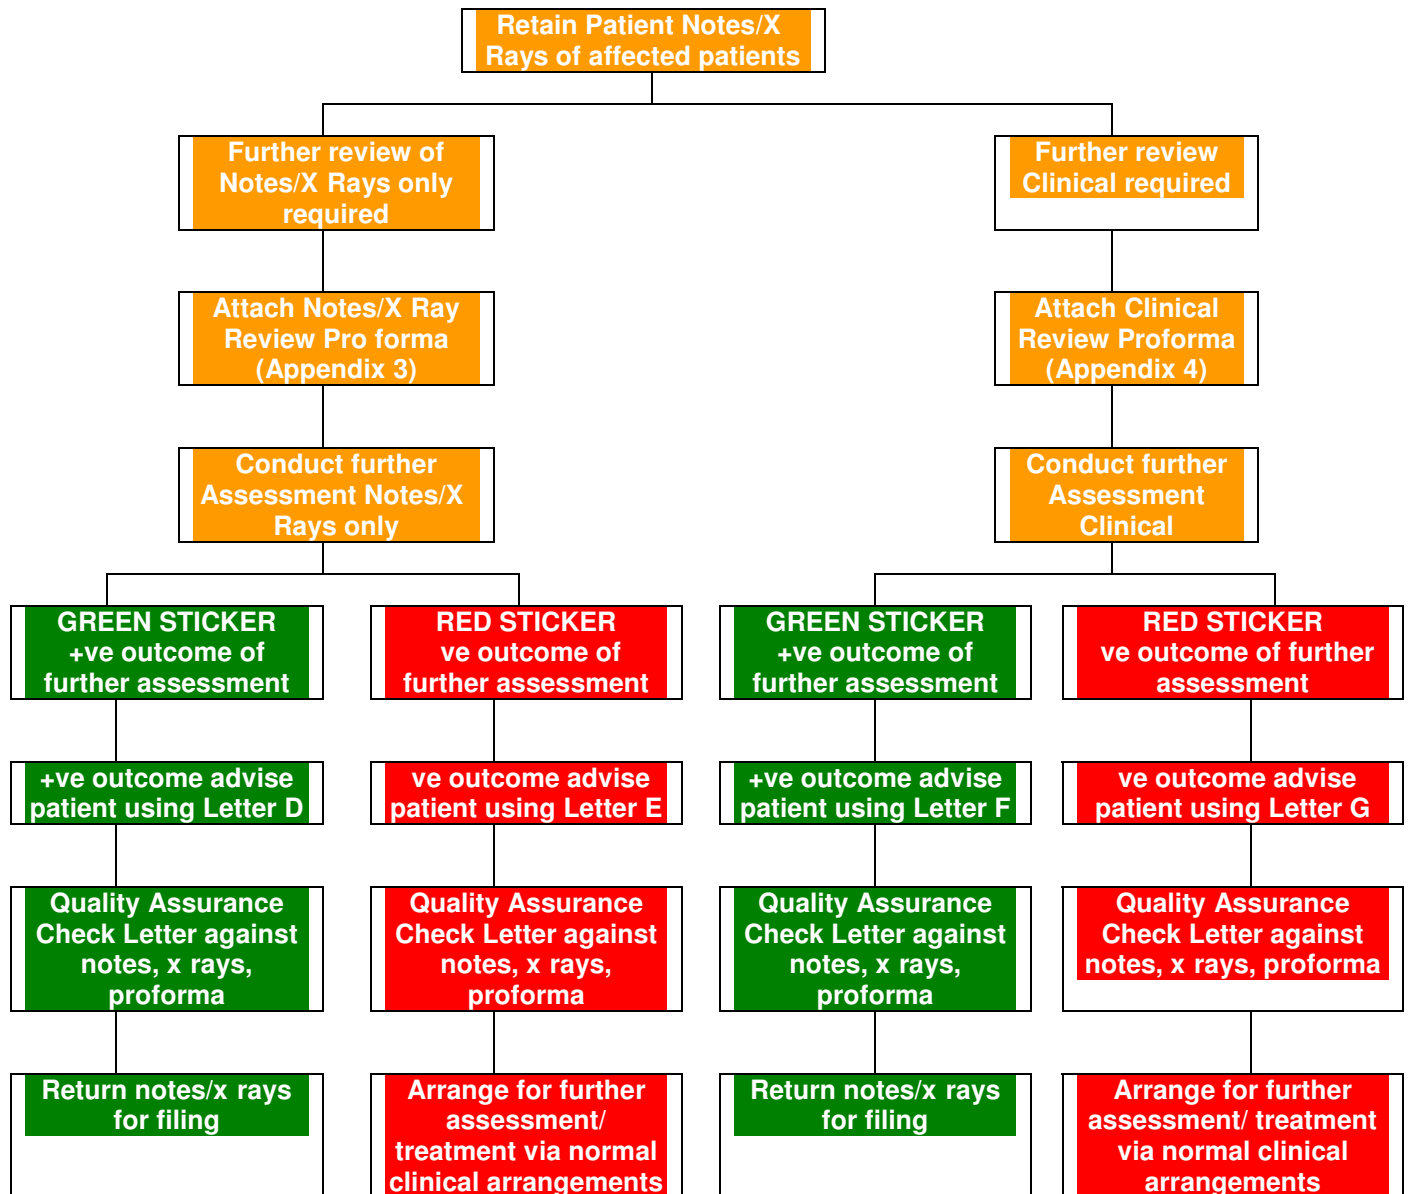 Retain Patient Notes/X
Rays of affected patients
Further review of
Notes/X Rays only
required
Further review
Clinical required
Attach Notes/X Ray
Review Pro forma
(Appendix 3)
Attach Clinical
Review Proforma
(Appendix 4)
Conduct further
Assessment Notes/X
Rays only
Conduct further
Assessment
Clinical
GREEN STICKER
+ve outcome of
further assessment
RED STICKER
ve outcome of
further assessment
GREEN STICKER
+ve outcome of
further assessment
RED STICKER
ve outcome of further
assessment
+ve outcome advise
patient using Letter D
ve outcome advise
patient using Letter E
+ve outcome advise
patient using Letter F
ve outcome advise
patient using Letter G
Quality Assurance
Check Letter against
notes, x rays,
proforma
Quality Assurance
Check Letter against
notes, x rays,
proforma
Quality Assurance
Check Letter against
notes, x rays,
proforma
Quality Assurance
Check Letter against
notes, x rays, proforma
Return notes/x rays
for filing
Arrange for further
assessment/
treatment via normal
clinical arrangements
Return notes/x rays
for filing
Arrange for further
assessment/ treatment
via normal clinical
arrangements